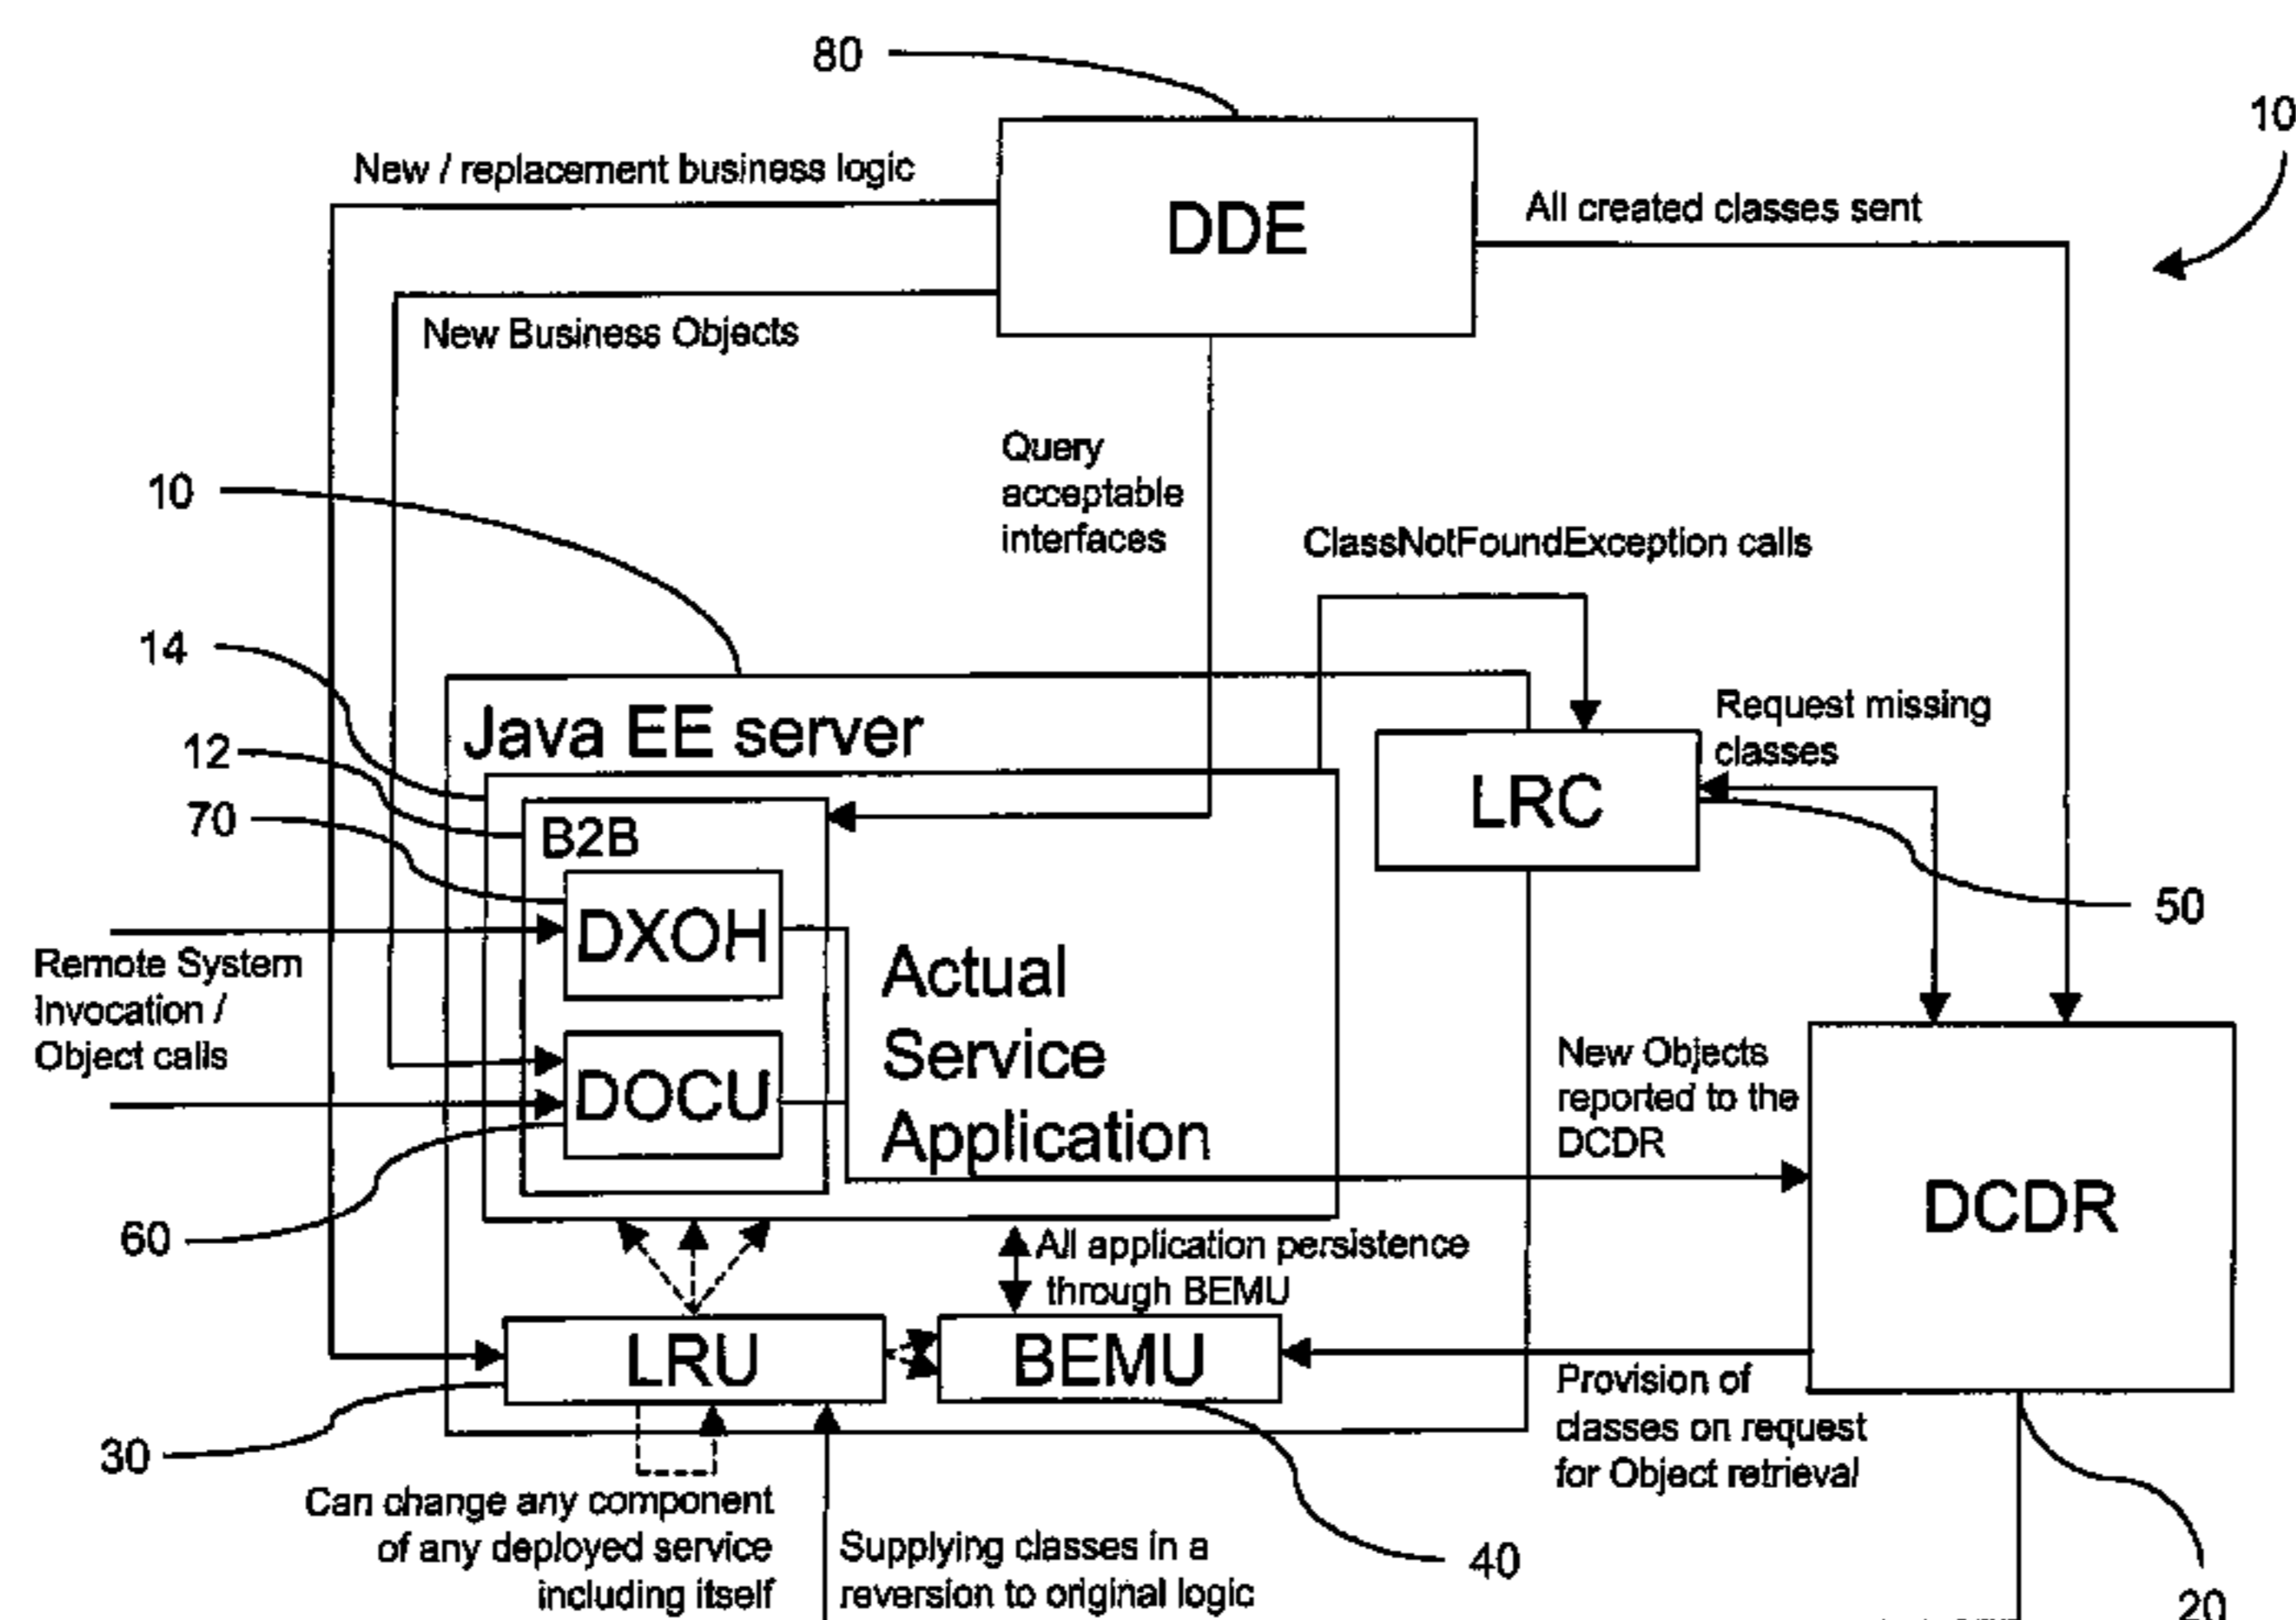 80
10
New / replacement business logic
DDE
All created classes sent
New Business Objects
Query
acceptable
interfaces
10
ClassNotFoundException calls
14
Java EE server
Request missing
classes
12
LRC
70
B2B
50
DXOH
Remote System
Invocation /
Object calls
Actual
Service
Application
DOCU
New Objects
reported to the
DCDR
DCDR
60
All application persistence
through BEMU
LRU
BEMU
30
Provision of
classes on request
for Object retrieval
Can change any component
of any deployed service
including itself
Supplying classes in a
reversion to original logic
40
20